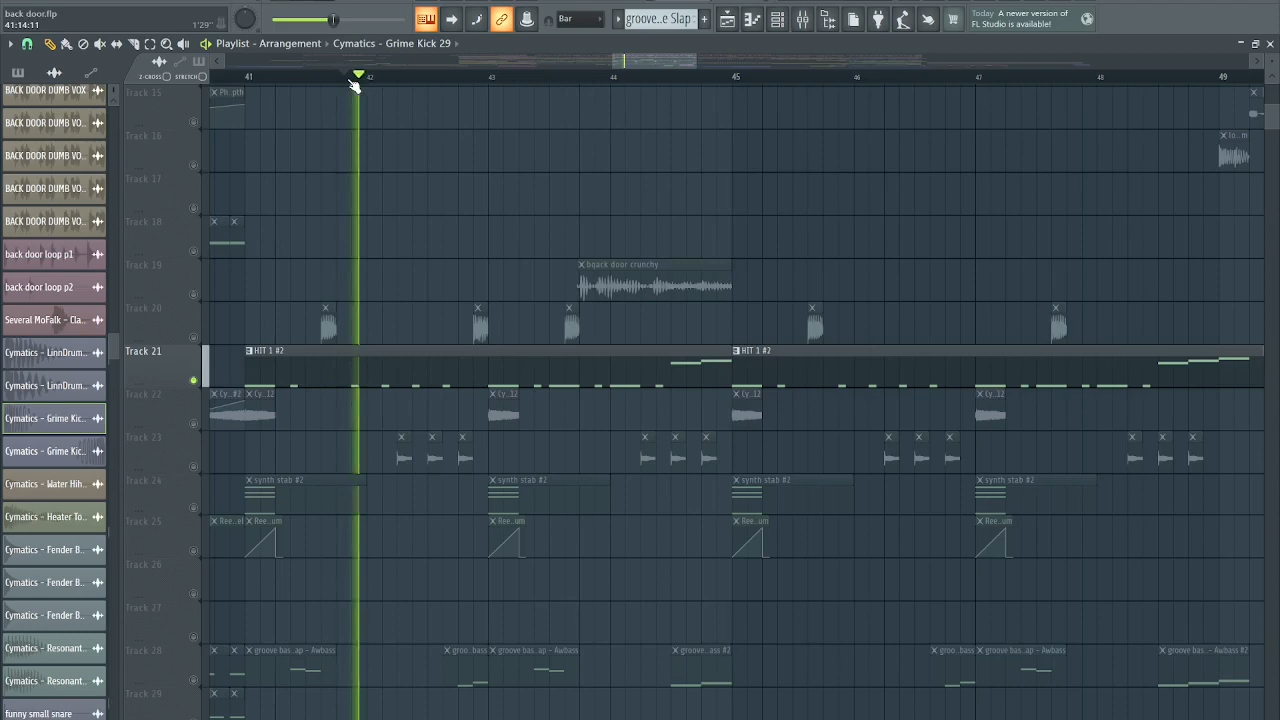 back door.flp
41:14:11
1'29"
Bar
groove...e Slap
Today A newer version of
FL Studio is available!
Playlist - Arrangement › Cymatics - Grime Kick 29
Z-CROSS STRETCH
41 42 43 44 45 46 47 48 49
BACK DOOR DUMB VOX
BACK DOOR DUMB VO..
BACK DOOR DUMB VO..
BACK DOOR DUMB VO..
BACK DOOR DUMB VO..
back door loop p1
back door loop p2
Several MoFalk - Cla..
Cymatics - LinnDrum..
Cymatics - LinnDrum..
Cymatics - Grime Kic..
Cymatics - Grime Kic..
Cymatics - Water Hih..
Cymatics - Heater To..
Cymatics - Fender B..
Cymatics - Fender B..
Cymatics - Fender B..
Cymatics - Resonant..
Cymatics - Resonant..
funny small snare
Track 15 Ph..pth
Track 16 lo..m
Track 17
Track 18
Track 19 bqack door crunchy
Track 20
Track 21 HIT 1 #2 HIT 1 #2
Track 22 Cy..#2 Cy..12 Cy..12 Cy..12 Cy..12
Track 23
Track 24 synth stab #2 synth stab #2 synth stab #2 synth stab #2
Track 25 Ree..el Ree..um Ree..um Ree..um Ree..um
Track 26
Track 27
Track 28 groove bas..ap - Awbass groo..bass groove bas..ap - Awbass groove..ass #2 groo..bass groove bas..ap - Awbass groove bas.. - Awbass #2
Track 29